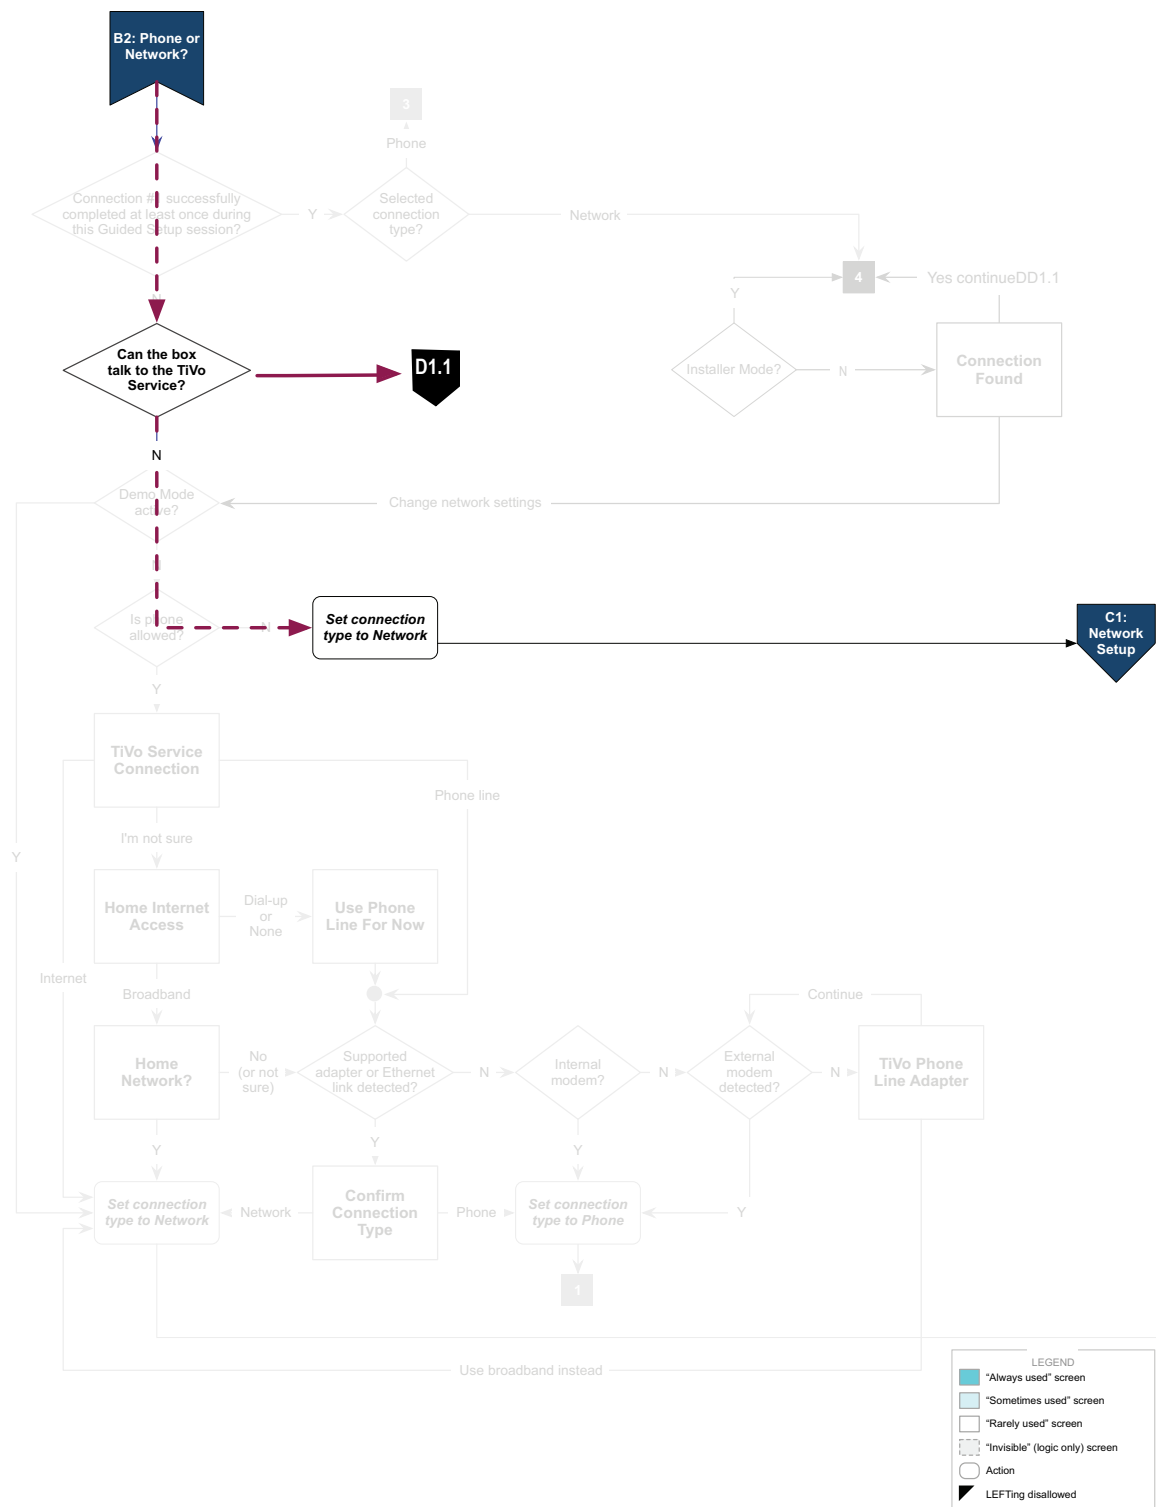 B2: Phone or
Network?
3
Phone
Connection # successfully
completed at least once during
this Guided Setup session?
Y
Selected
connection
type?
Network
4
Yes continueDD1.1
Y
N
Can the box
talk to the TiVo
Service?
D1.1
Installer Mode?
N
Connection
Found
N
Demo Mode
active?
Change network settings
N
Is phone
allowed?
N
Set connection
type to Network
C1:
Network
Setup
Y
TiVo Service
Connection
Phone line
I'm not sure
Y
Home Internet
Access
Dial-up
or
None
Use Phone
Line For Now
Internet
Broadband
Continue
Home
Network?
No
(or not
sure)
Supported
adapter or Ethernet
link detected?
N
Internal
modem?
N
External
modem
detected?
N
TiVo Phone
Line Adapter
Y
Y
Y
Set connection
type to Network
Network
Confirm
Connection
Type
Phone
Set connection
type to Phone
Y
1
Use broadband instead
LEGEND
“Always used” screen
“Sometimes used” screen
“Rarely used” screen
“Invisible” (logic only) screen
Action
LEFTing disallowed